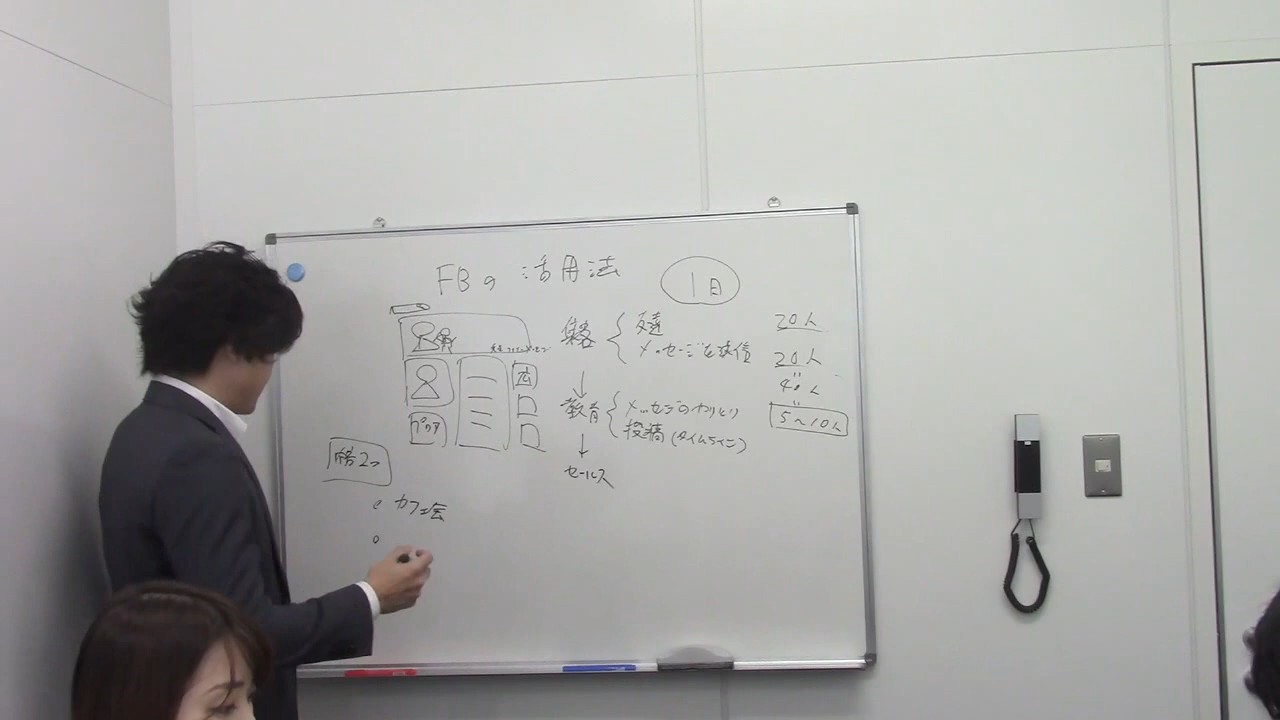 FBの活用法
1日
集客
友達
20人
メッセージを送信
20人
〃
40人
〃
教育
メッセージのやりとり
5〜10人
投稿 (タイムライン)
セールス
広
カフェ会